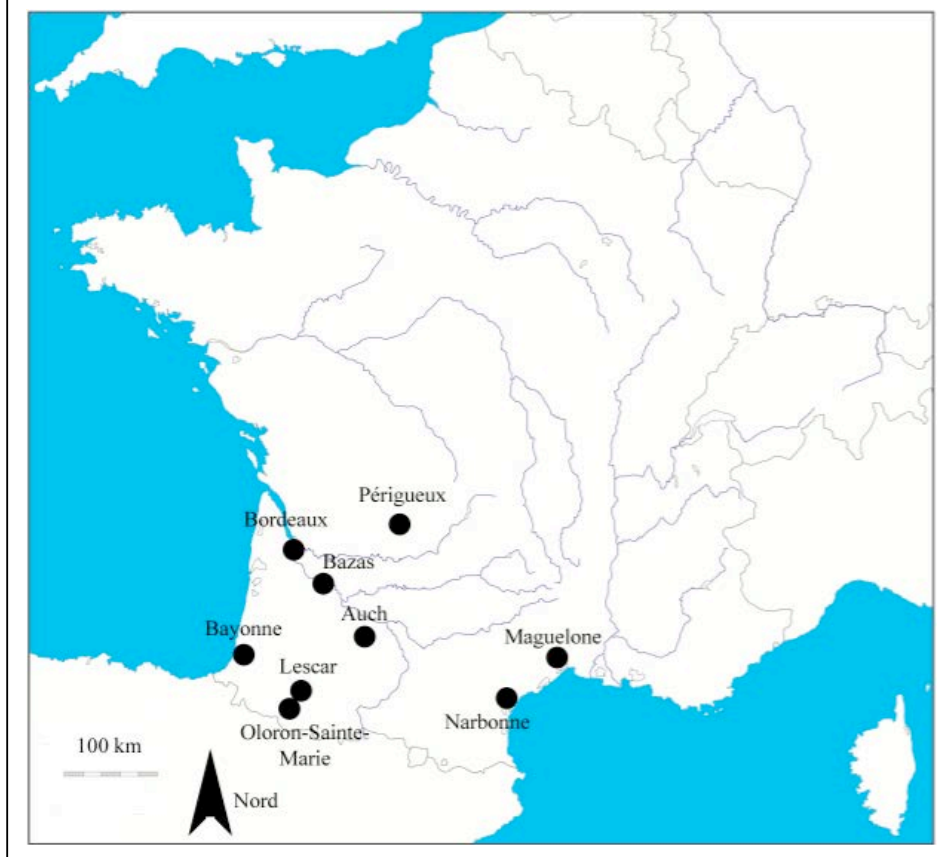 Périgueux
Bordeaux
Bazas
Auch
Bayonne
Maguelone
Lescar
Narbonne
Oloron-Sainte-
Marie
100 km
Nord